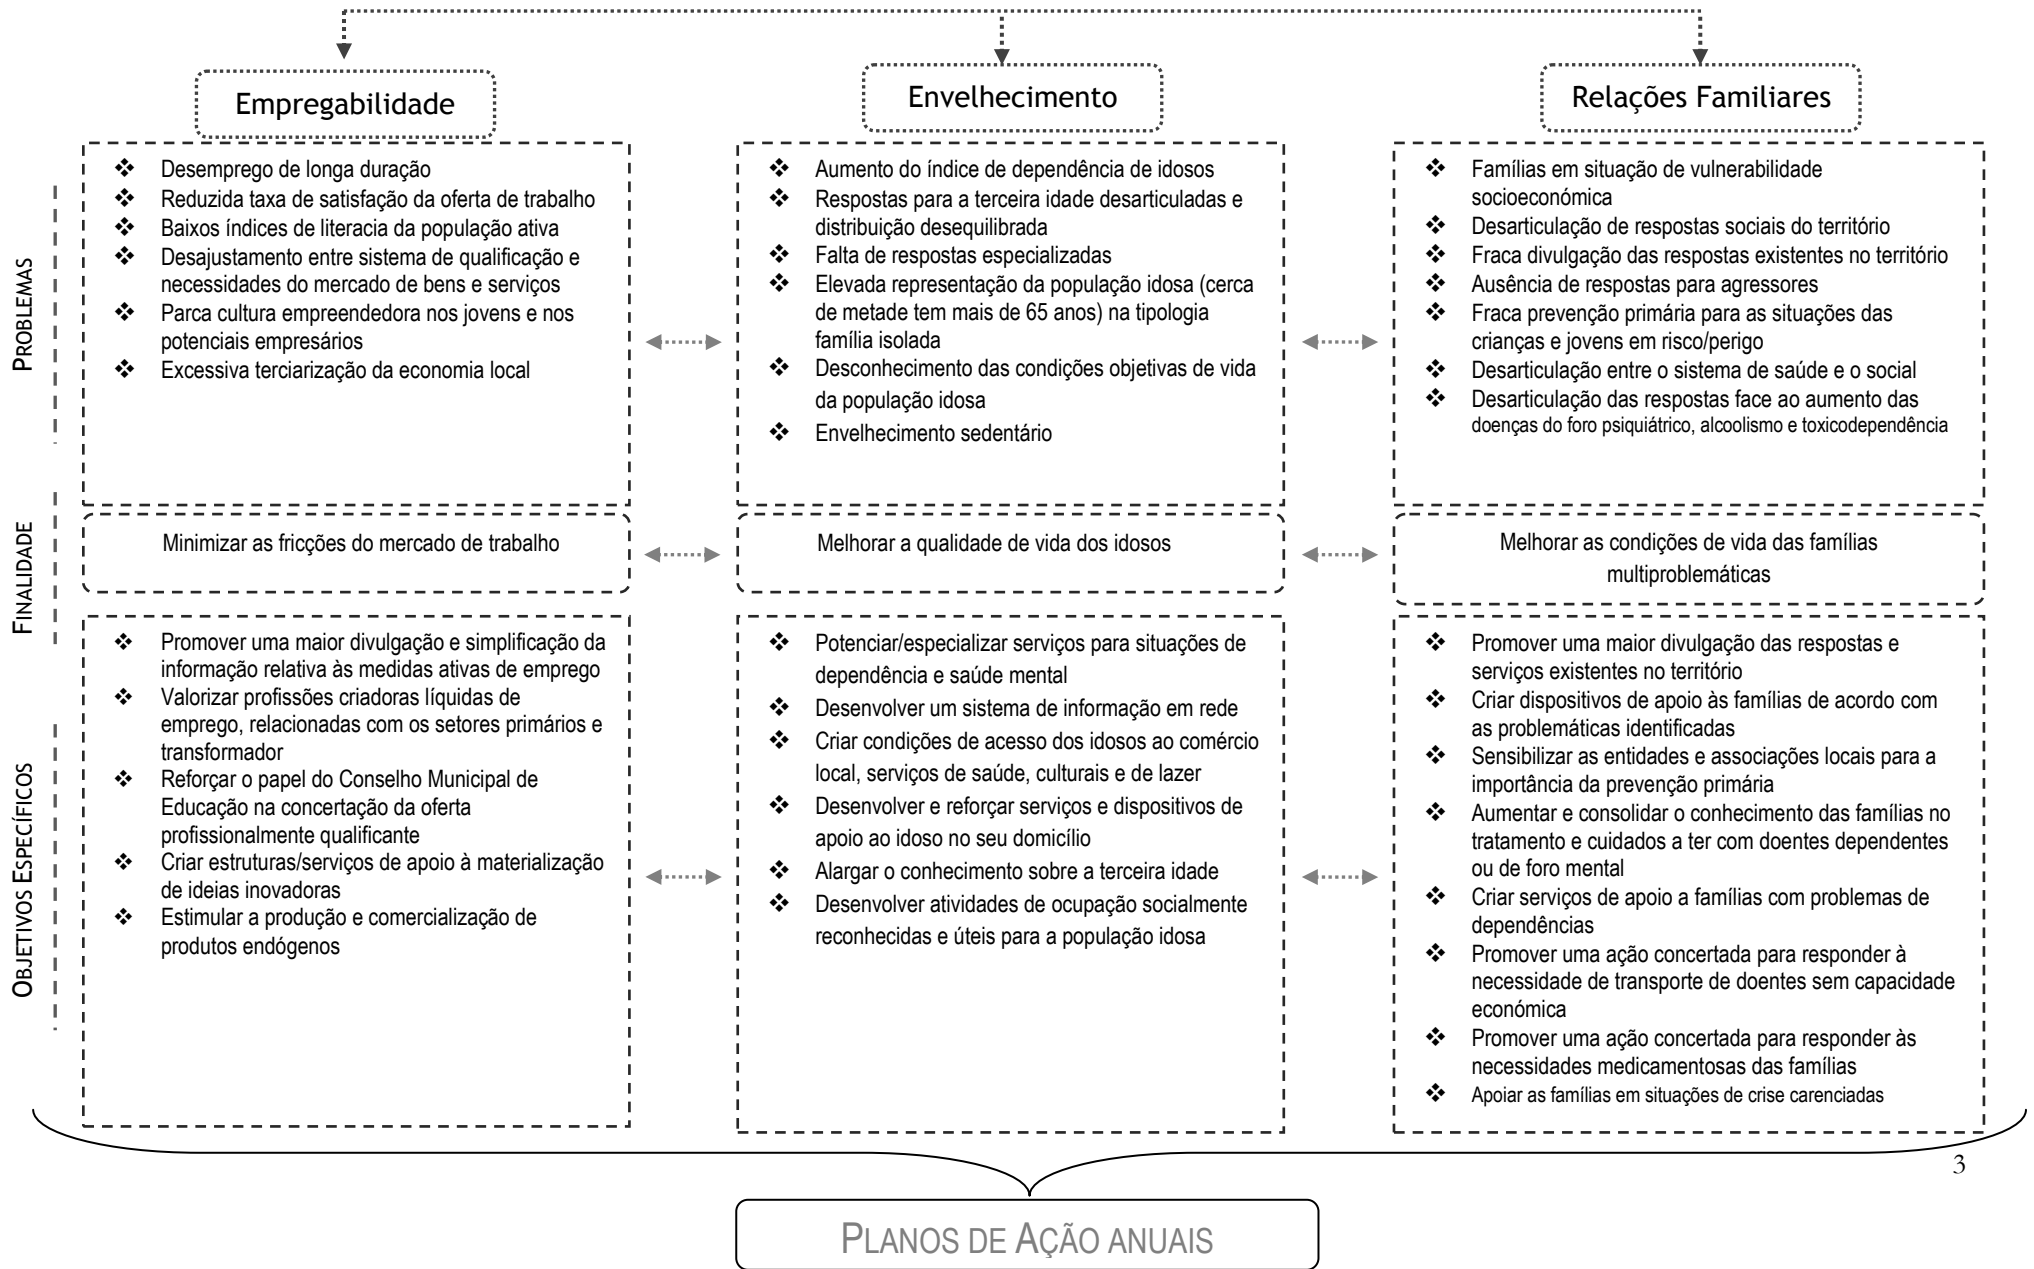 Empregabilidade
Envelhecimento
Relações Familiares
PROBLEMAS
❖ Desemprego de longa duração
❖ Reduzida taxa de satisfação da oferta de trabalho
❖ Baixos índices de literacia da população ativa
❖ Desajustamento entre sistema de qualificação e
necessidades do mercado de bens e serviços
❖ Parca cultura empreendedora nos jovens e nos
potenciais empresários
❖ Excessiva terciarização da economia local
❖ Aumento do índice de dependência de idosos
❖ Respostas para a terceira idade desarticuladas e
distribuição desequilibrada
❖ Falta de respostas especializadas
❖ Elevada representação da população idosa (cerca
de metade tem mais de 65 anos) na tipologia
família isolada
❖ Desconhecimento das condições objetivas de vida
da população idosa
❖ Envelhecimento sedentário
❖ Famílias em situação de vulnerabilidade
socioeconómica
❖ Desarticulação de respostas sociais do território
❖ Fraca divulgação das respostas existentes no território
❖ Ausência de respostas para agressores
❖ Fraca prevenção primária para as situações das
crianças e jovens em risco/perigo
❖ Desarticulação entre o sistema de saúde e o social
❖ Desarticulação das respostas face ao aumento das
doenças do foro psiquiátrico, alcoolismo e toxicodependência
FINALIDADE
Minimizar as fricções do mercado de trabalho
Melhorar a qualidade de vida dos idosos
Melhorar as condições de vida das famílias
multiproblemáticas
OBJETIVOS ESPECÍFICOS
❖ Promover uma maior divulgação e simplificação da
informação relativa às medidas ativas de emprego
❖ Valorizar profissões criadoras líquidas de
emprego, relacionadas com os setores primários e
transformador
❖ Reforçar o papel do Conselho Municipal de
Educação na concertação da oferta
profissionalmente qualificante
❖ Criar estruturas/serviços de apoio à materialização
de ideias inovadoras
❖ Estimular a produção e comercialização de
produtos endógenos
❖ Potenciar/especializar serviços para situações de
dependência e saúde mental
❖ Desenvolver um sistema de informação em rede
❖ Criar condições de acesso dos idosos ao comércio
local, serviços de saúde, culturais e de lazer
❖ Desenvolver e reforçar serviços e dispositivos de
apoio ao idoso no seu domicílio
❖ Alargar o conhecimento sobre a terceira idade
❖ Desenvolver atividades de ocupação socialmente
reconhecidas e úteis para a população idosa
❖ Promover uma maior divulgação das respostas e
serviços existentes no território
❖ Criar dispositivos de apoio às famílias de acordo com
as problemáticas identificadas
❖ Sensibilizar as entidades e associações locais para a
importância da prevenção primária
❖ Aumentar e consolidar o conhecimento das famílias no
tratamento e cuidados a ter com doentes dependentes
ou de foro mental
❖ Criar serviços de apoio a famílias com problemas de
dependências
❖ Promover uma ação concertada para responder à
necessidade de transporte de doentes sem capacidade
económica
❖ Promover uma ação concertada para responder às
necessidades medicamentosas das famílias
❖ Apoiar as famílias em situações de crise carenciadas
3
PLANOS DE AÇÃO ANUAIS